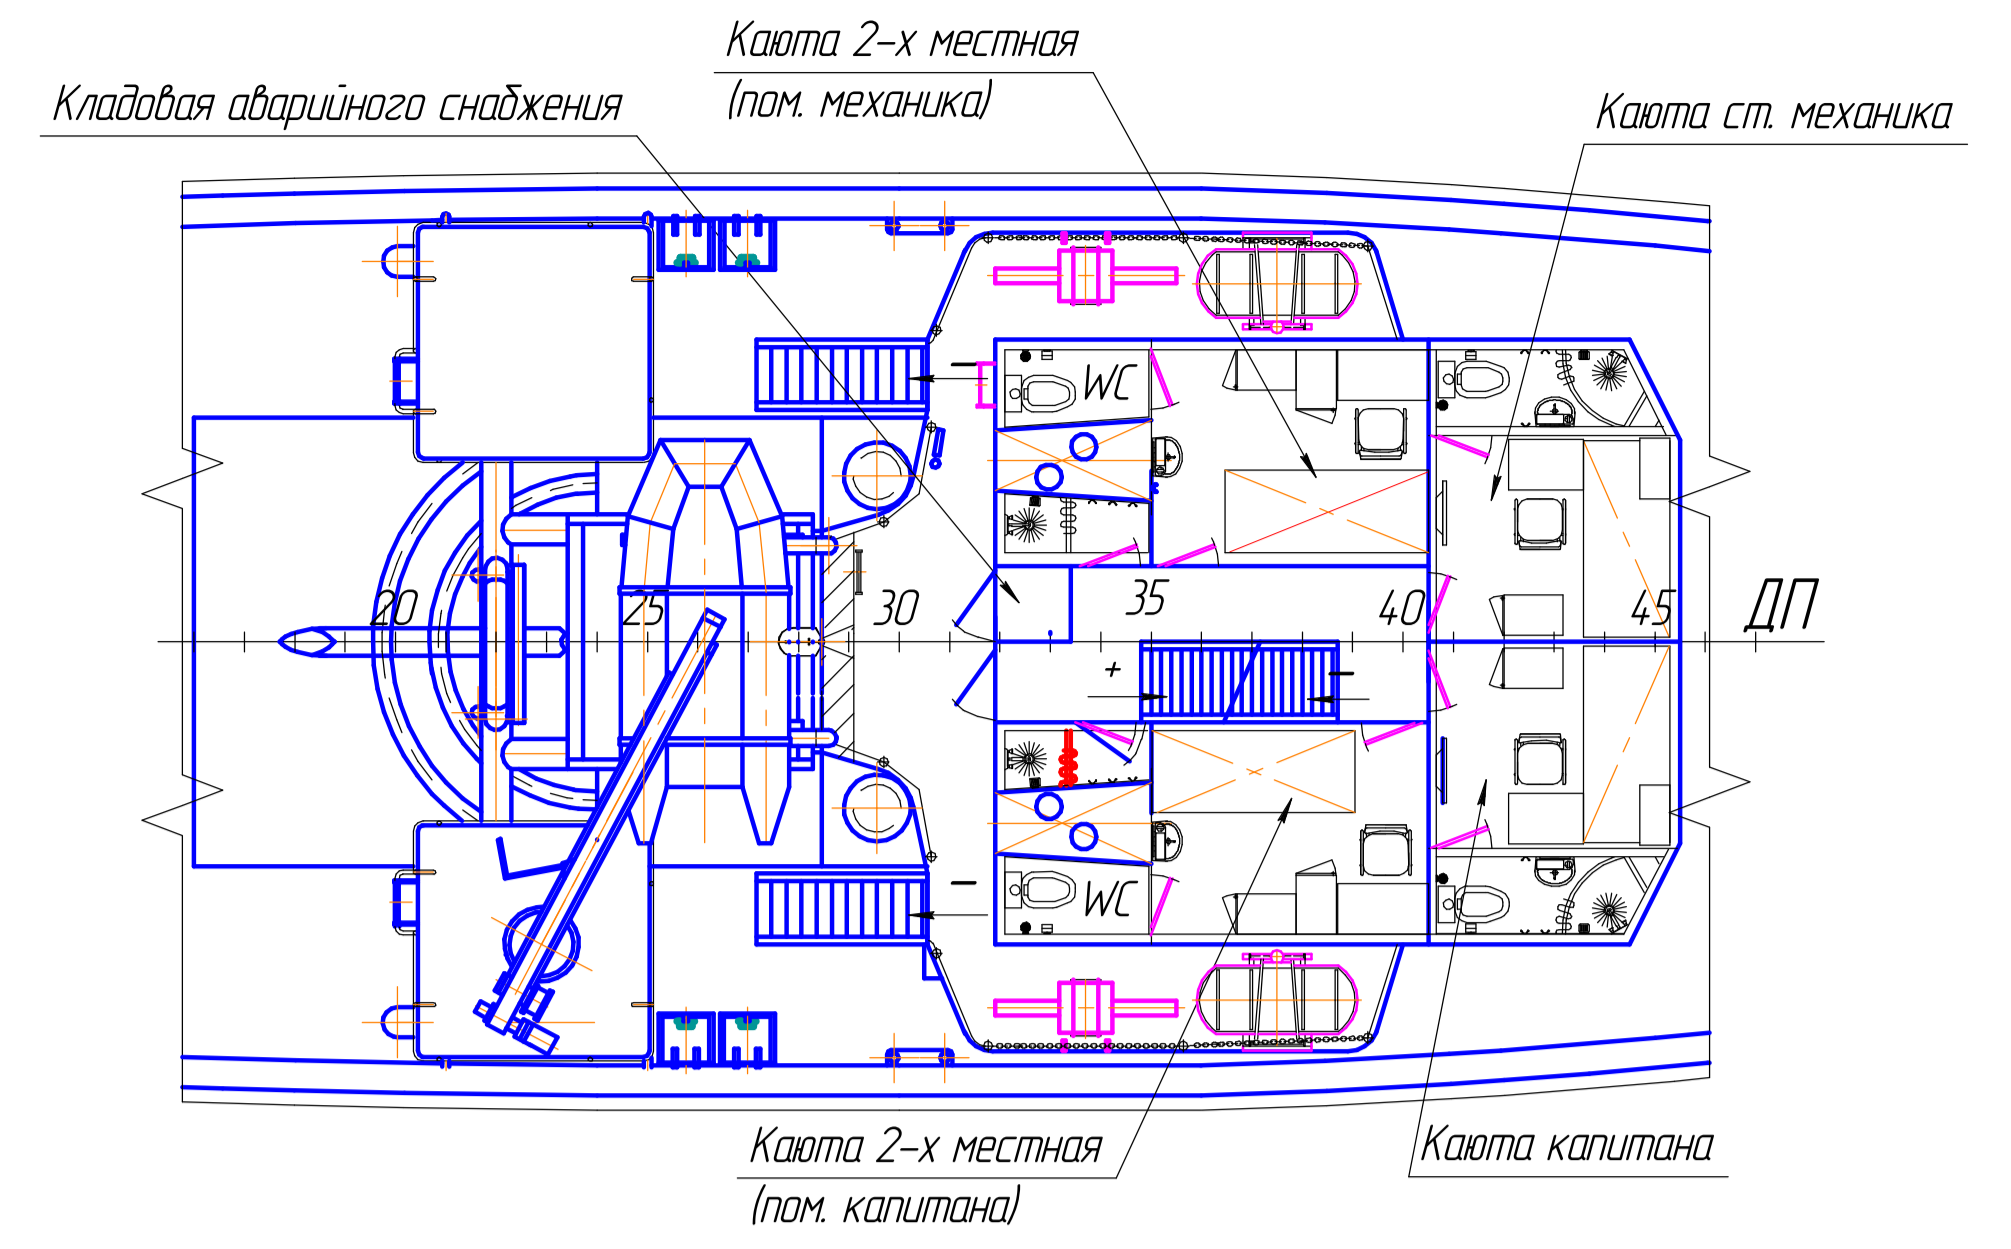 Каюта 2-х местная
(пом. механика)
Кладовая аварийного снабжения
Каюта ст. механика
WC
20
25
30
35
40
45
ДП
+
WC
Каюта 2-х местная
(пом. капитана)
Каюта капитана